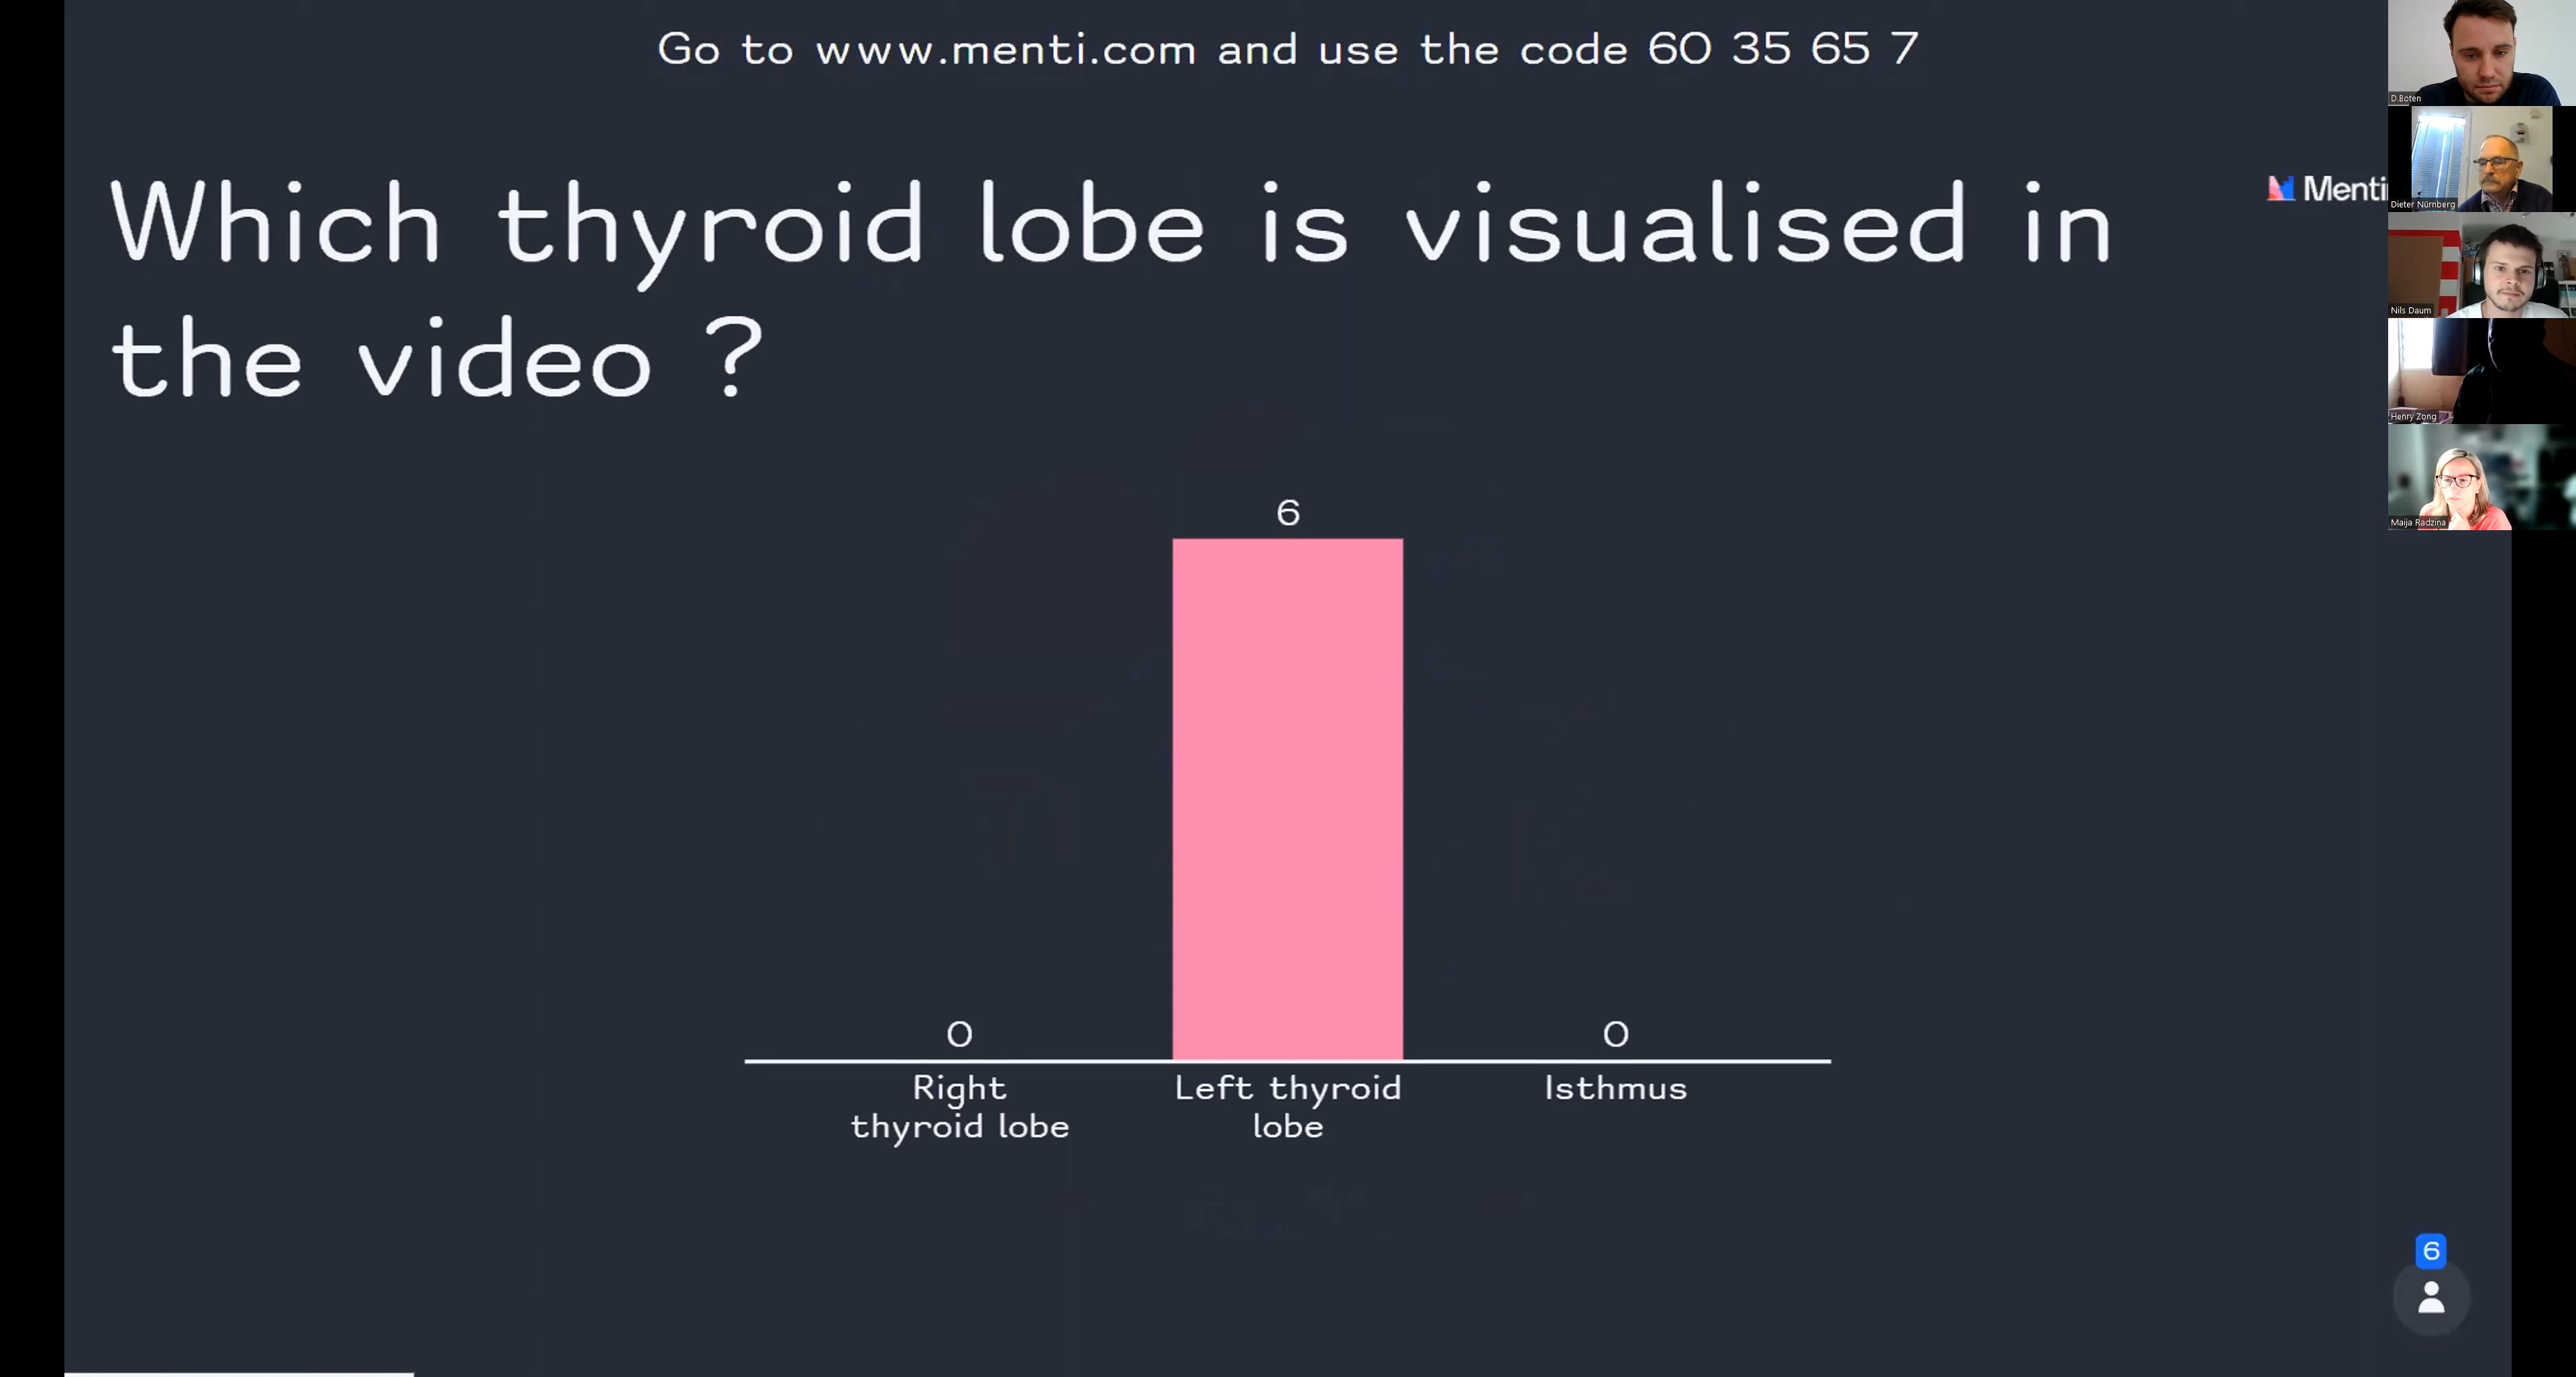 Go to www.menti.com and use the code 60 35 65 7
Which thyroid lobe is visualised in
the video ?
Menti
6
0
0
Right
thyroid lobe
Left thyroid
lobe
Isthmus
6
D.Boten
Dieter Nürnberg
Nils Daum
Henry Zong
Maija Radziņa